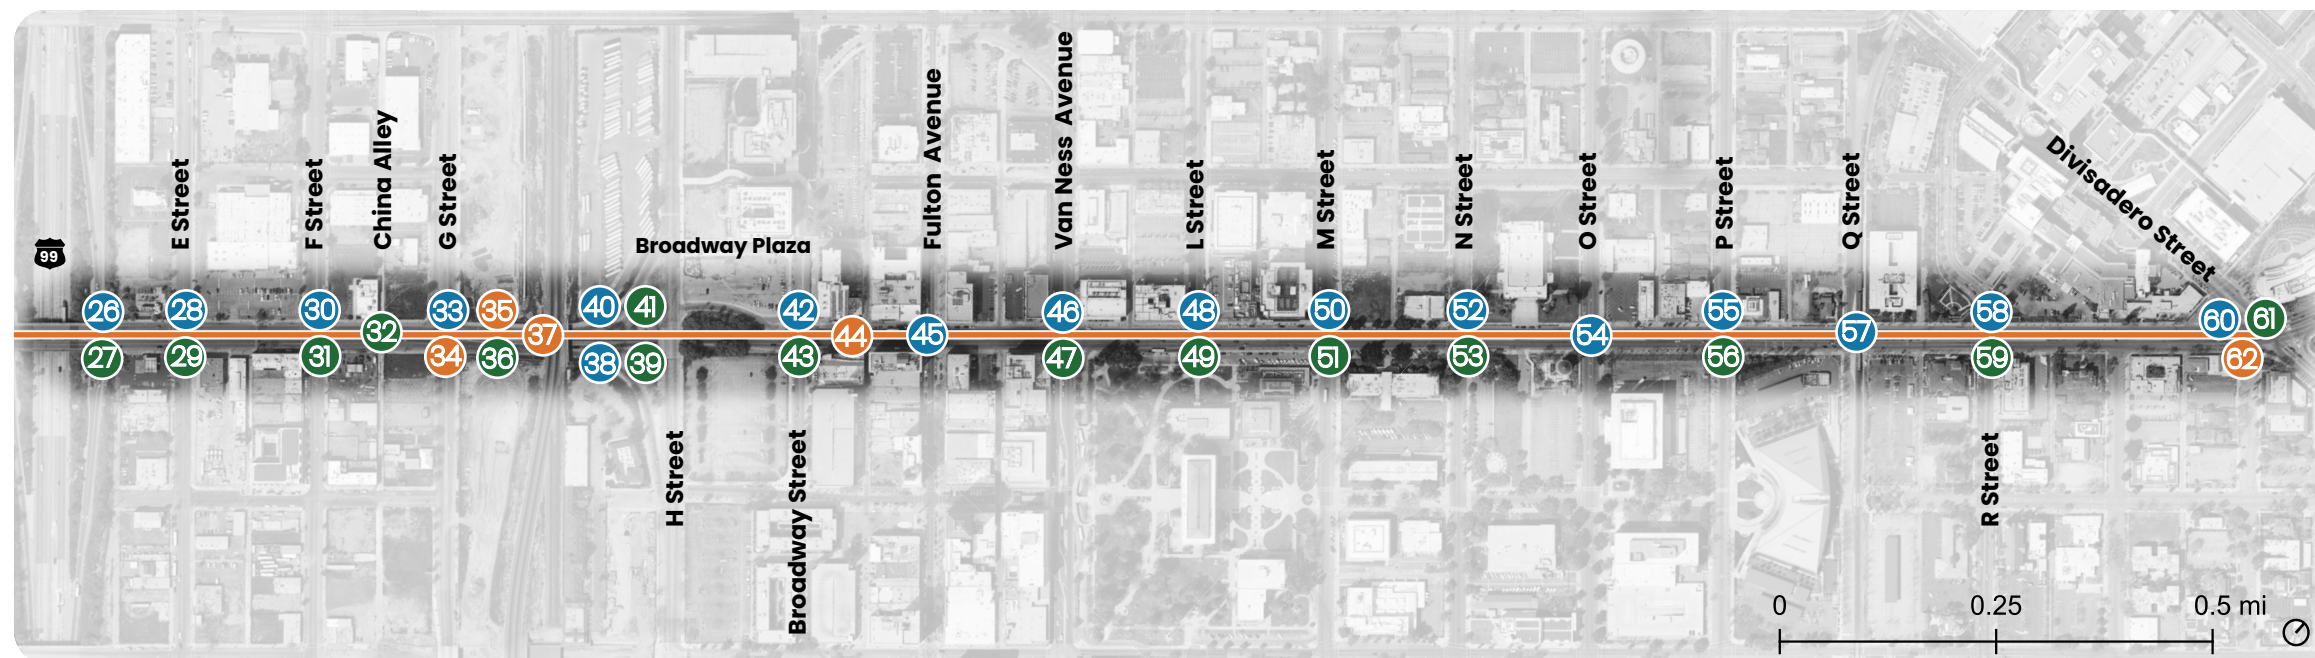 Van Ness Avenue
Fulton Avenue
China Alley
Divisadero Street
E Street
F Street
G Street
L Street
M Street
N Street
O Street
P Street
Q Street
99
Broadway Plaza
26 28 30 33 35 40 41 42 46 48 50 52 55 58 60 61
32 37 44 45 54 57
27 29 31 34 36 38 39 43 47 49 51 53 56 59 62
H Street
Broadway Street
R Street
0 0.25 0.5 mi